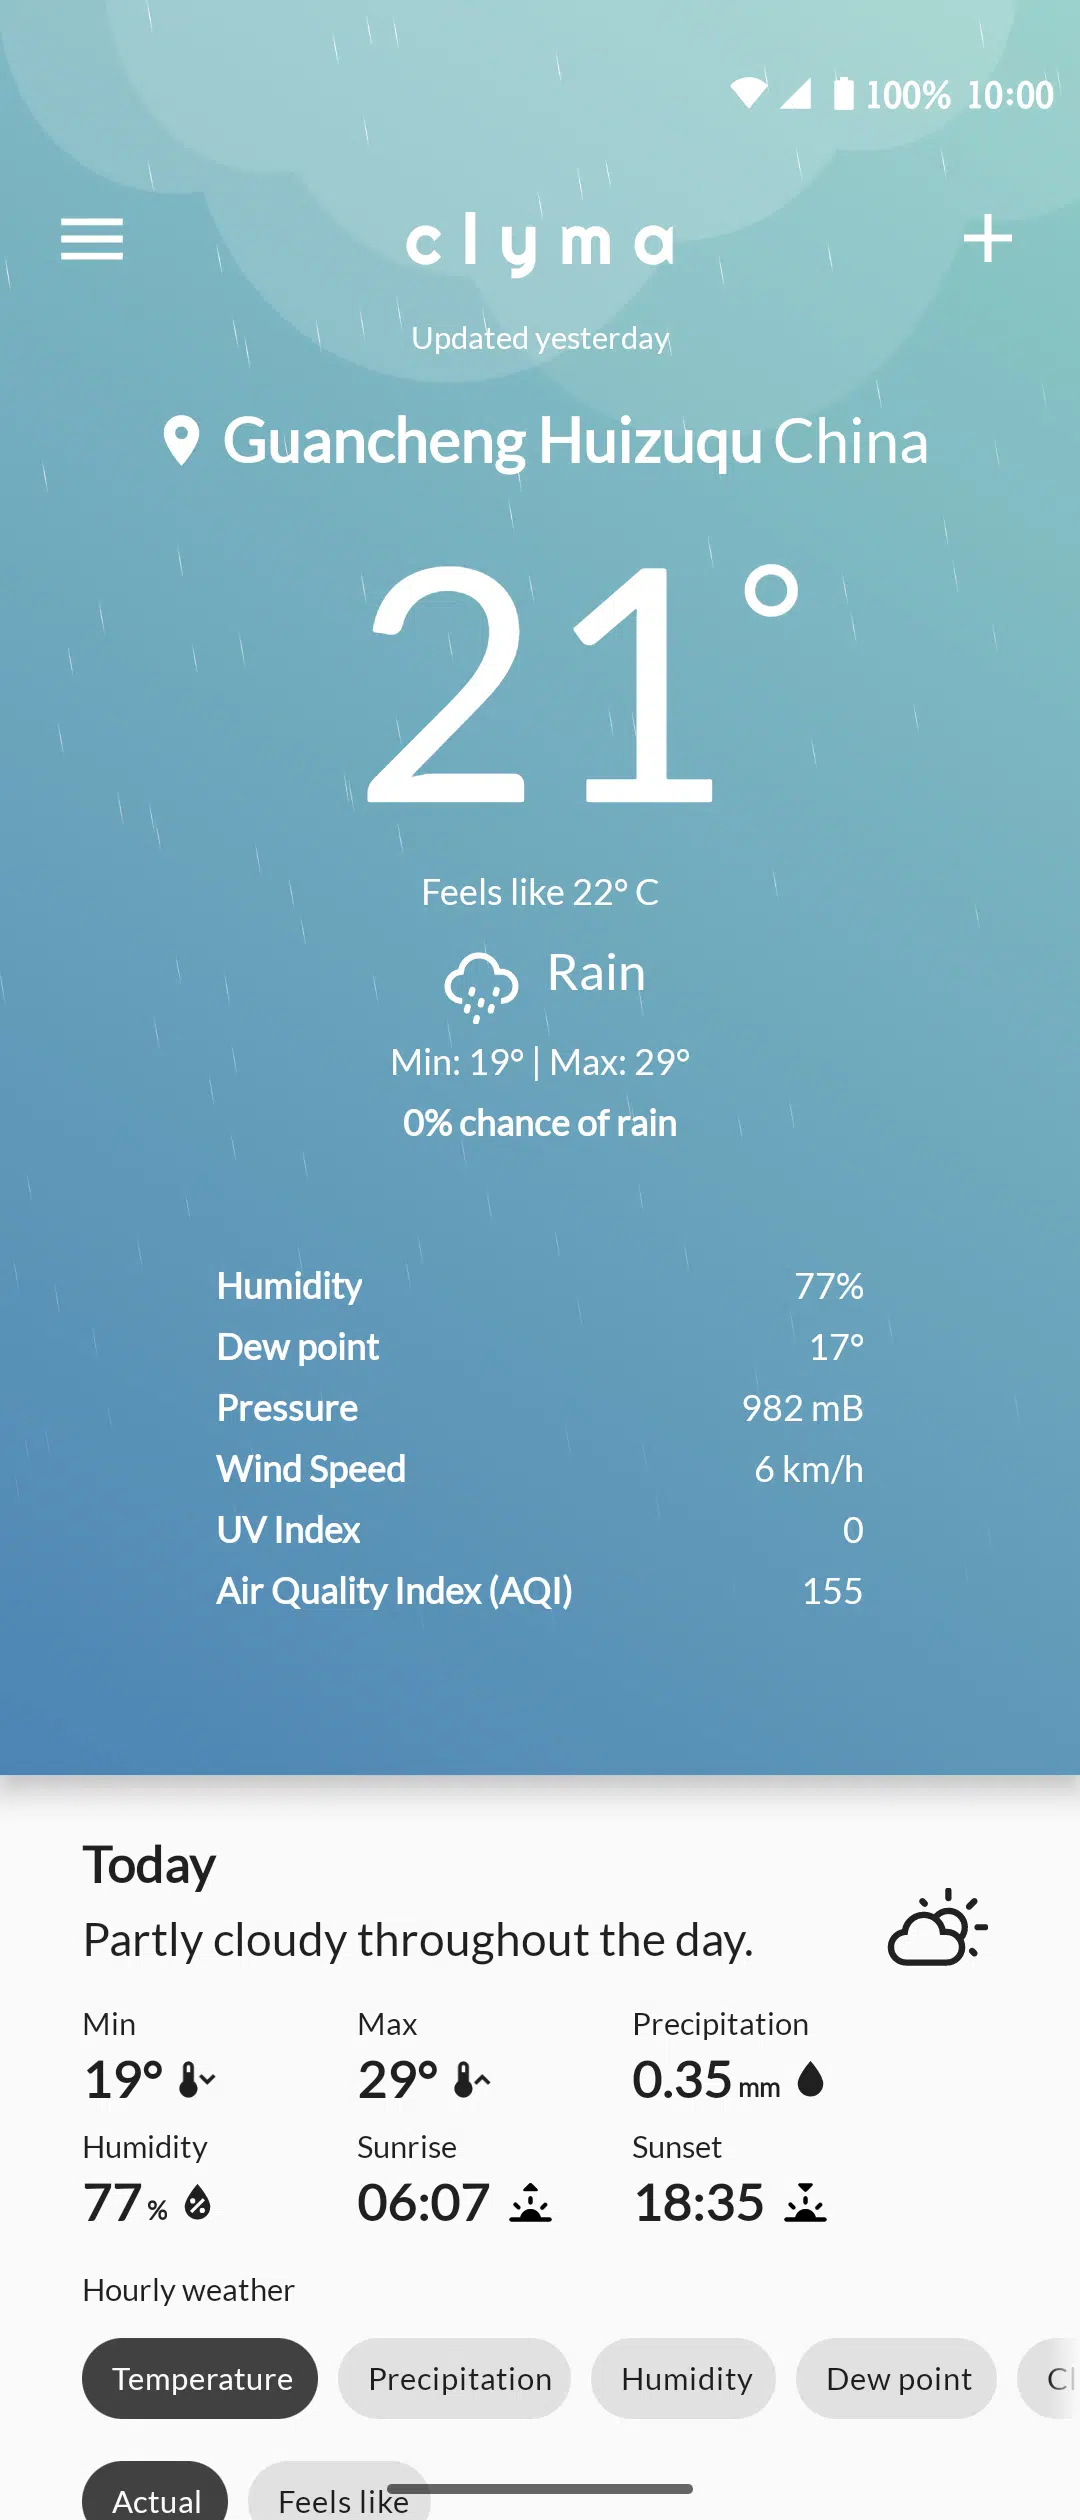 100% 10:00
clyma
Updated yesterday
Guancheng Huizuqu China
21°
Feels like 22° C
Rain
Min: 19° | Max: 29°
0% chance of rain
Humidity 77%
Dew point 17°
Pressure 982 mB
Wind Speed 6 km/h
UV Index 0
Air Quality Index (AQI) 155
Today
Partly cloudy throughout the day.
Min Max Precipitation
19° 29° 0.35 mm
Humidity Sunrise Sunset
77 % 06:07 18:35
Hourly weather
Temperature Precipitation Humidity Dew point
Actual Feels like